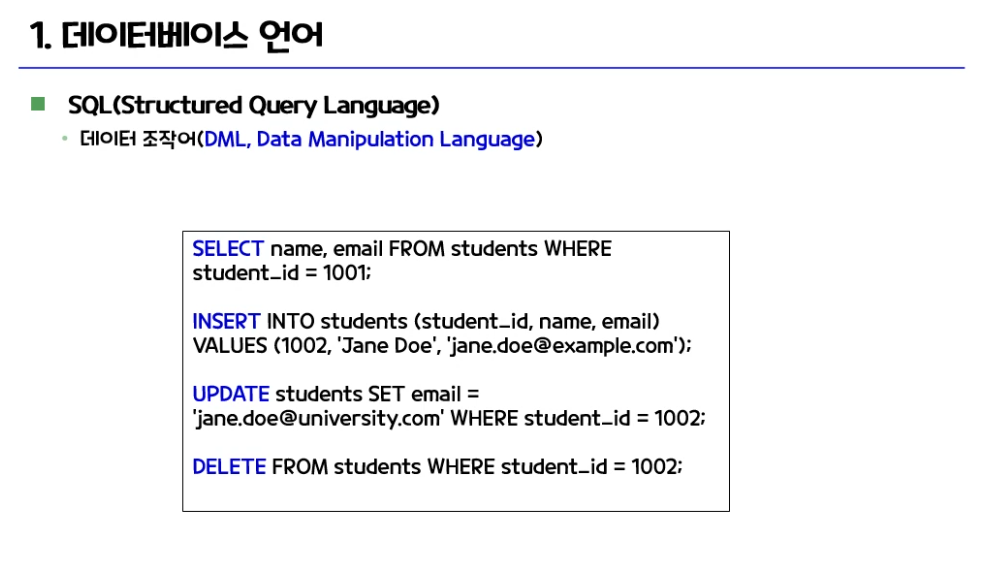 1. 데이터베이스 언어
SQL(Structured Query Language)
데이터 조작어(DML, Data Manipulation Language)
SELECT name, email FROM students WHERE
student_id = 1001;
INSERT INTO students (student_id, name, email)
VALUES (1002, 'Jane Doe', 'jane.doe@example.com');
UPDATE students SET email =
'jane.doe@university.com' WHERE student_id = 1002;
DELETE FROM students WHERE student_id = 1002;